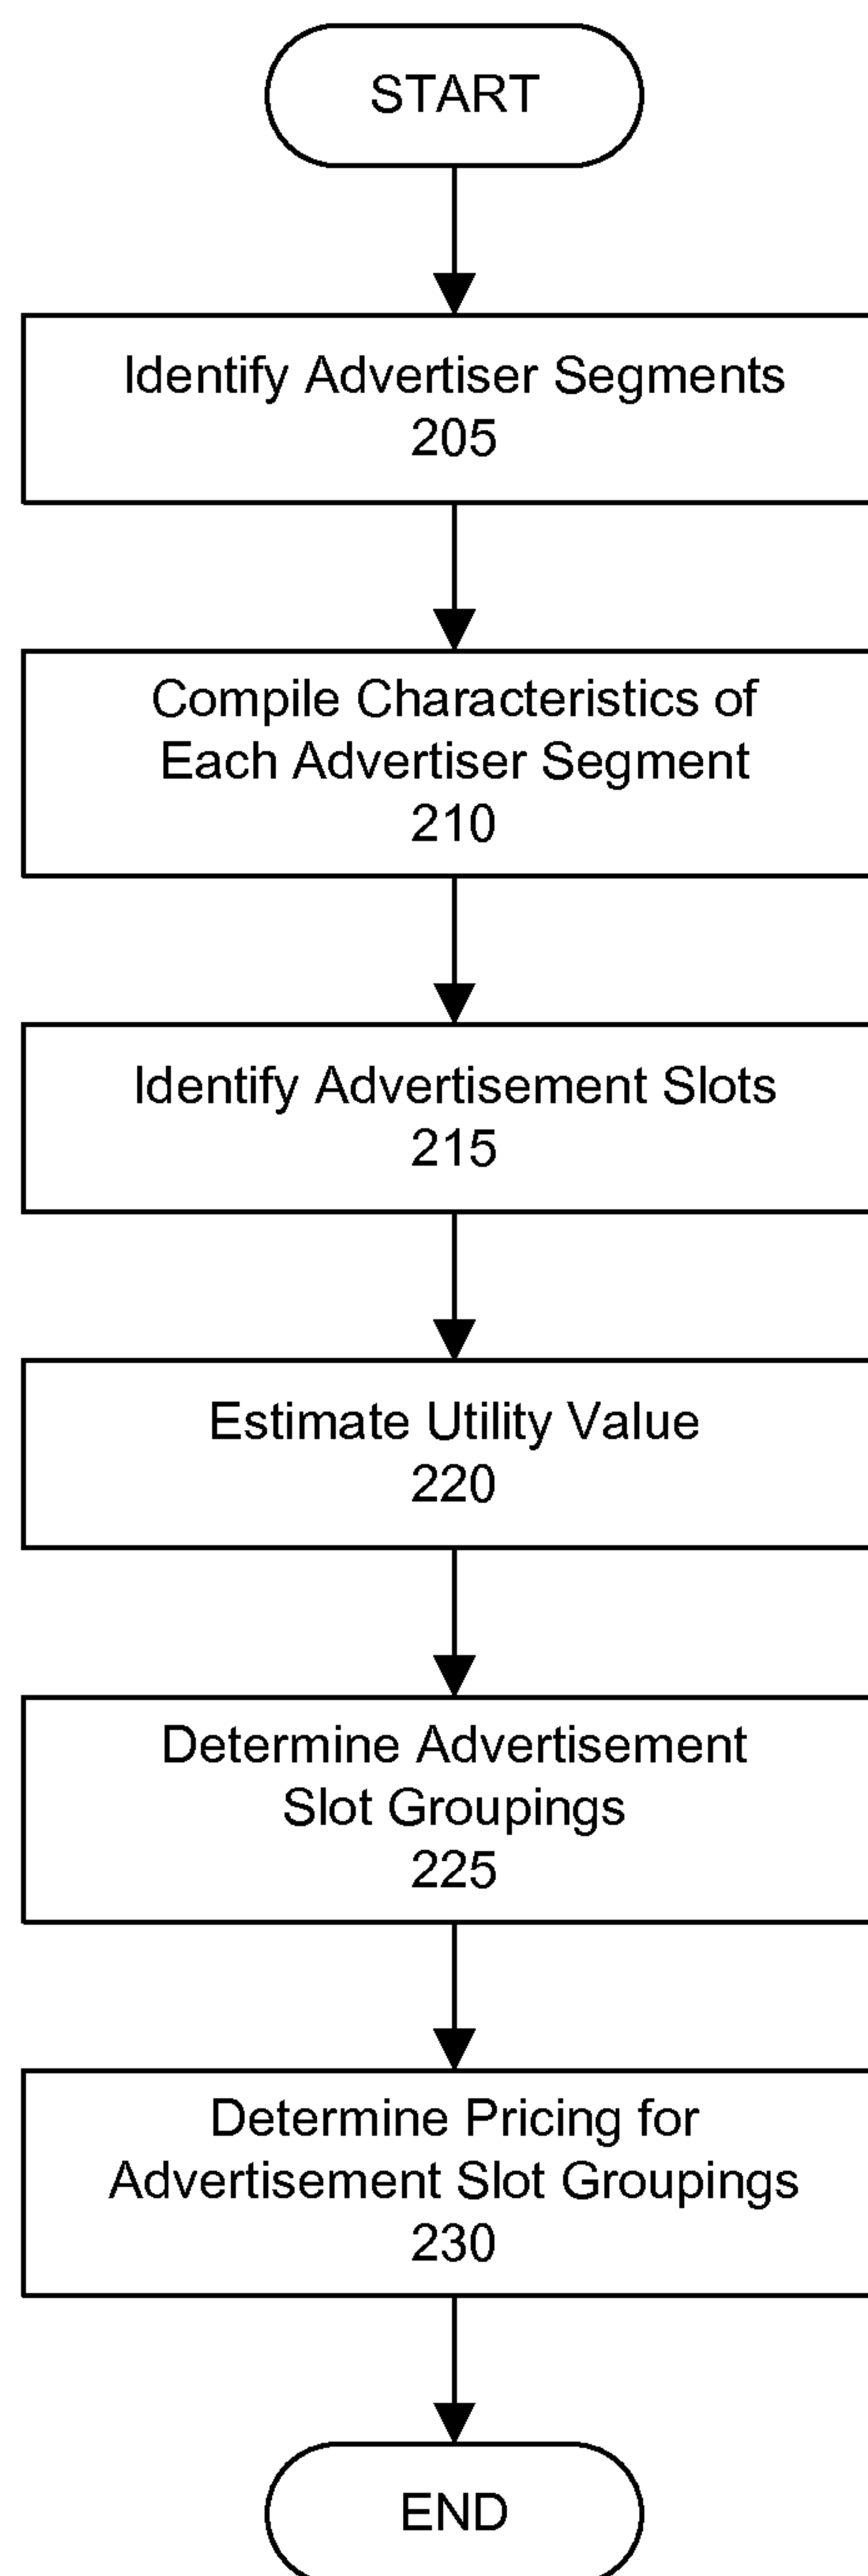 START
Identify Advertiser Segments
205
Compile Characteristics of
Each Advertiser Segment
210
Identify Advertisement Slots
215
Estimate Utility Value
220
Determine Advertisement
Slot Groupings
225
Determine Pricing for
Advertisement Slot Groupings
230
END